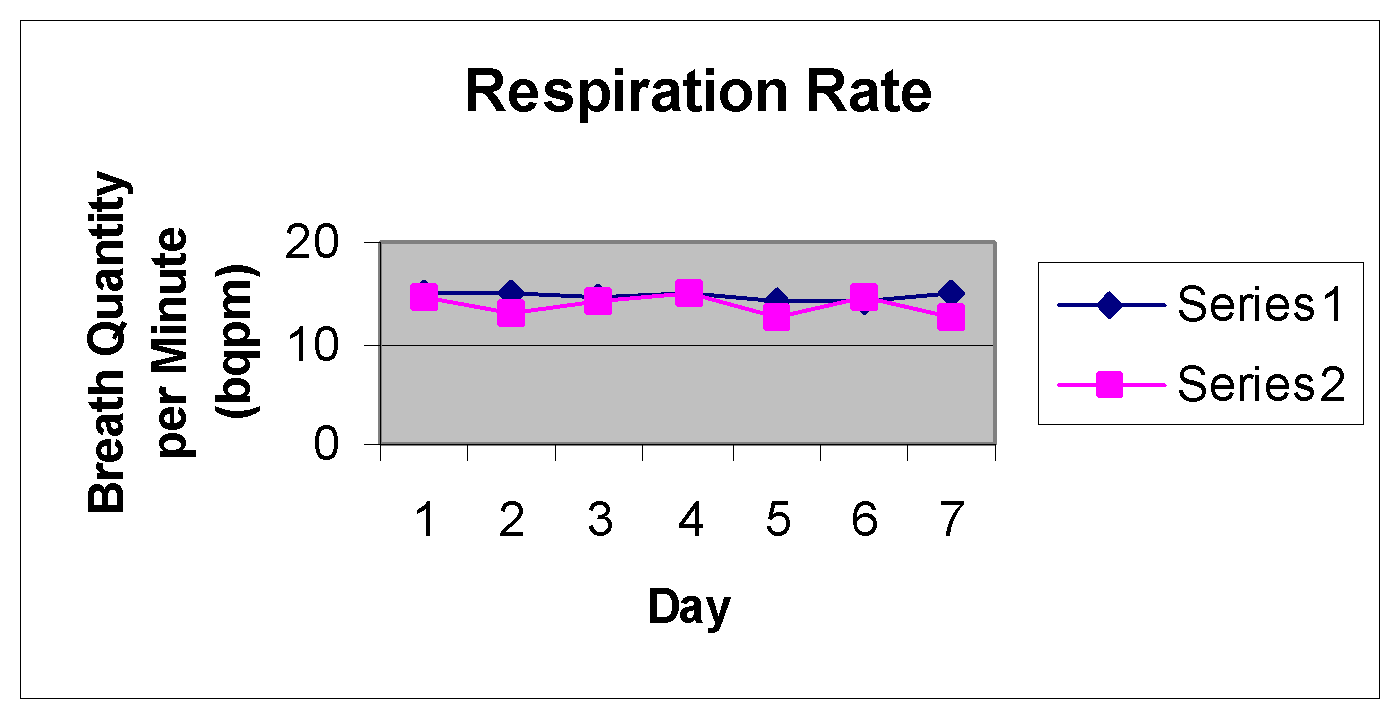 Respiration Rate
Breath Quantity
per Minute
(bqpm)
20
10
0
1 2 3 4 5 6 7
Day
Series1
Series2